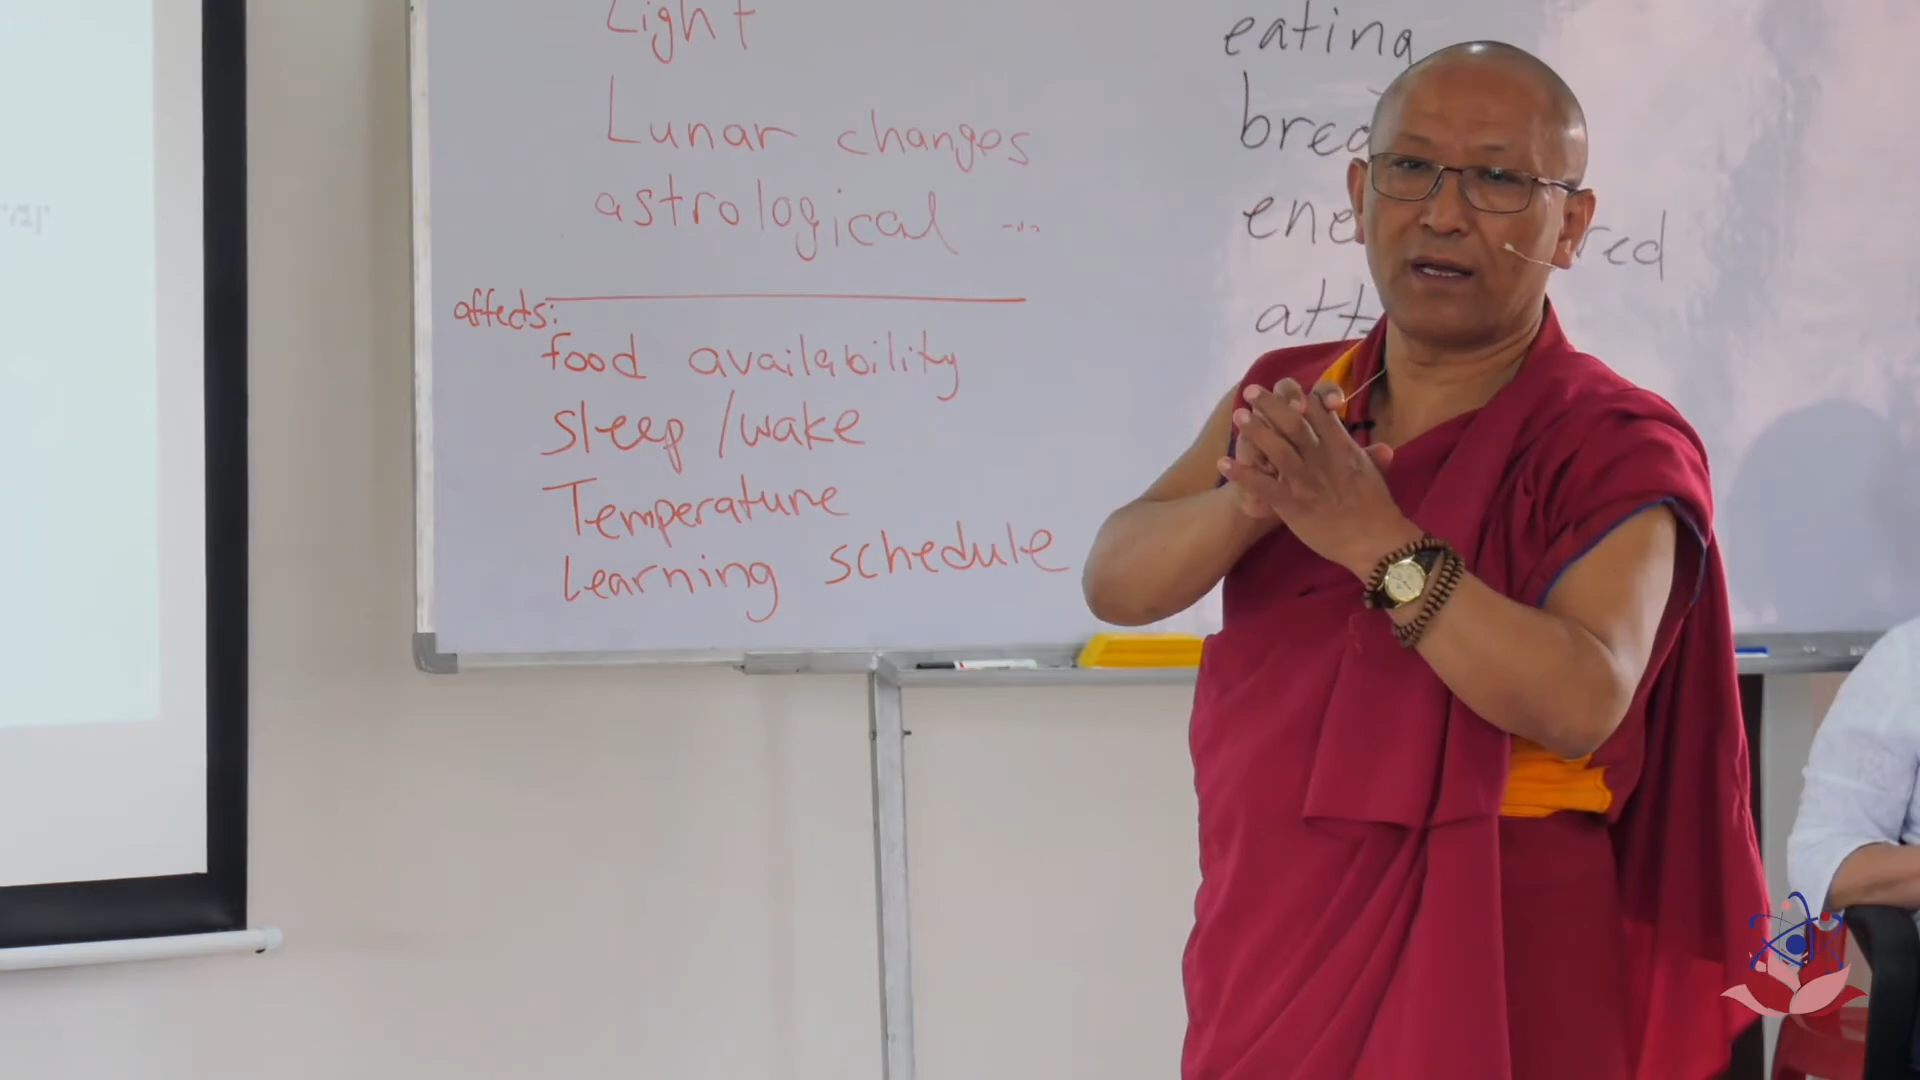 Light
Lunar changes
astrological ...
affects:
food availability
sleep/wake
Temperature
Learning schedule
eating